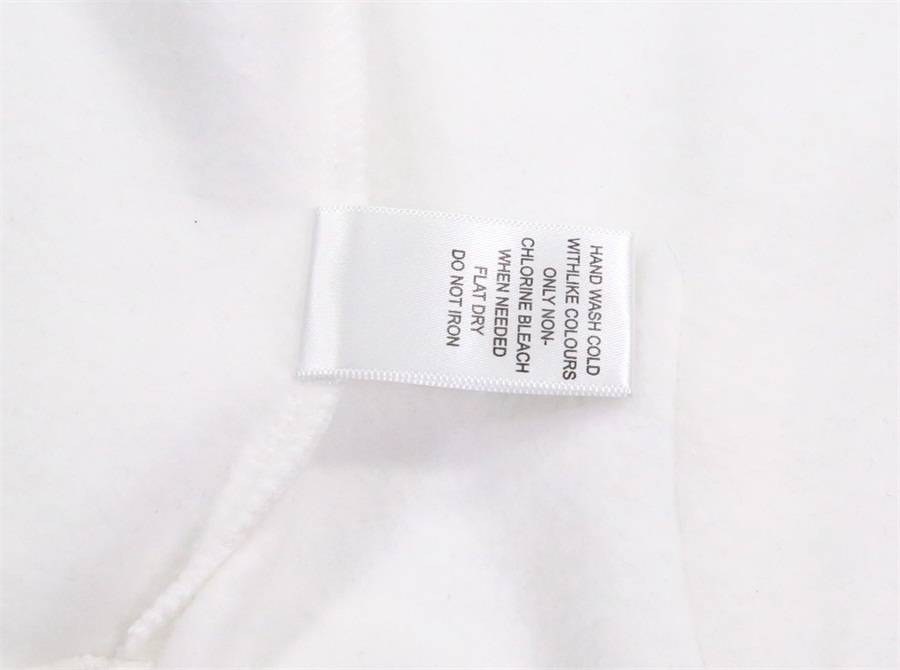 HAND WASH COLD
WITHLIKE COLOURS
ONLY NON-
CHLORINE BLEACH
WHEN NEEDED
FLAT DRY
DO NOT IRON